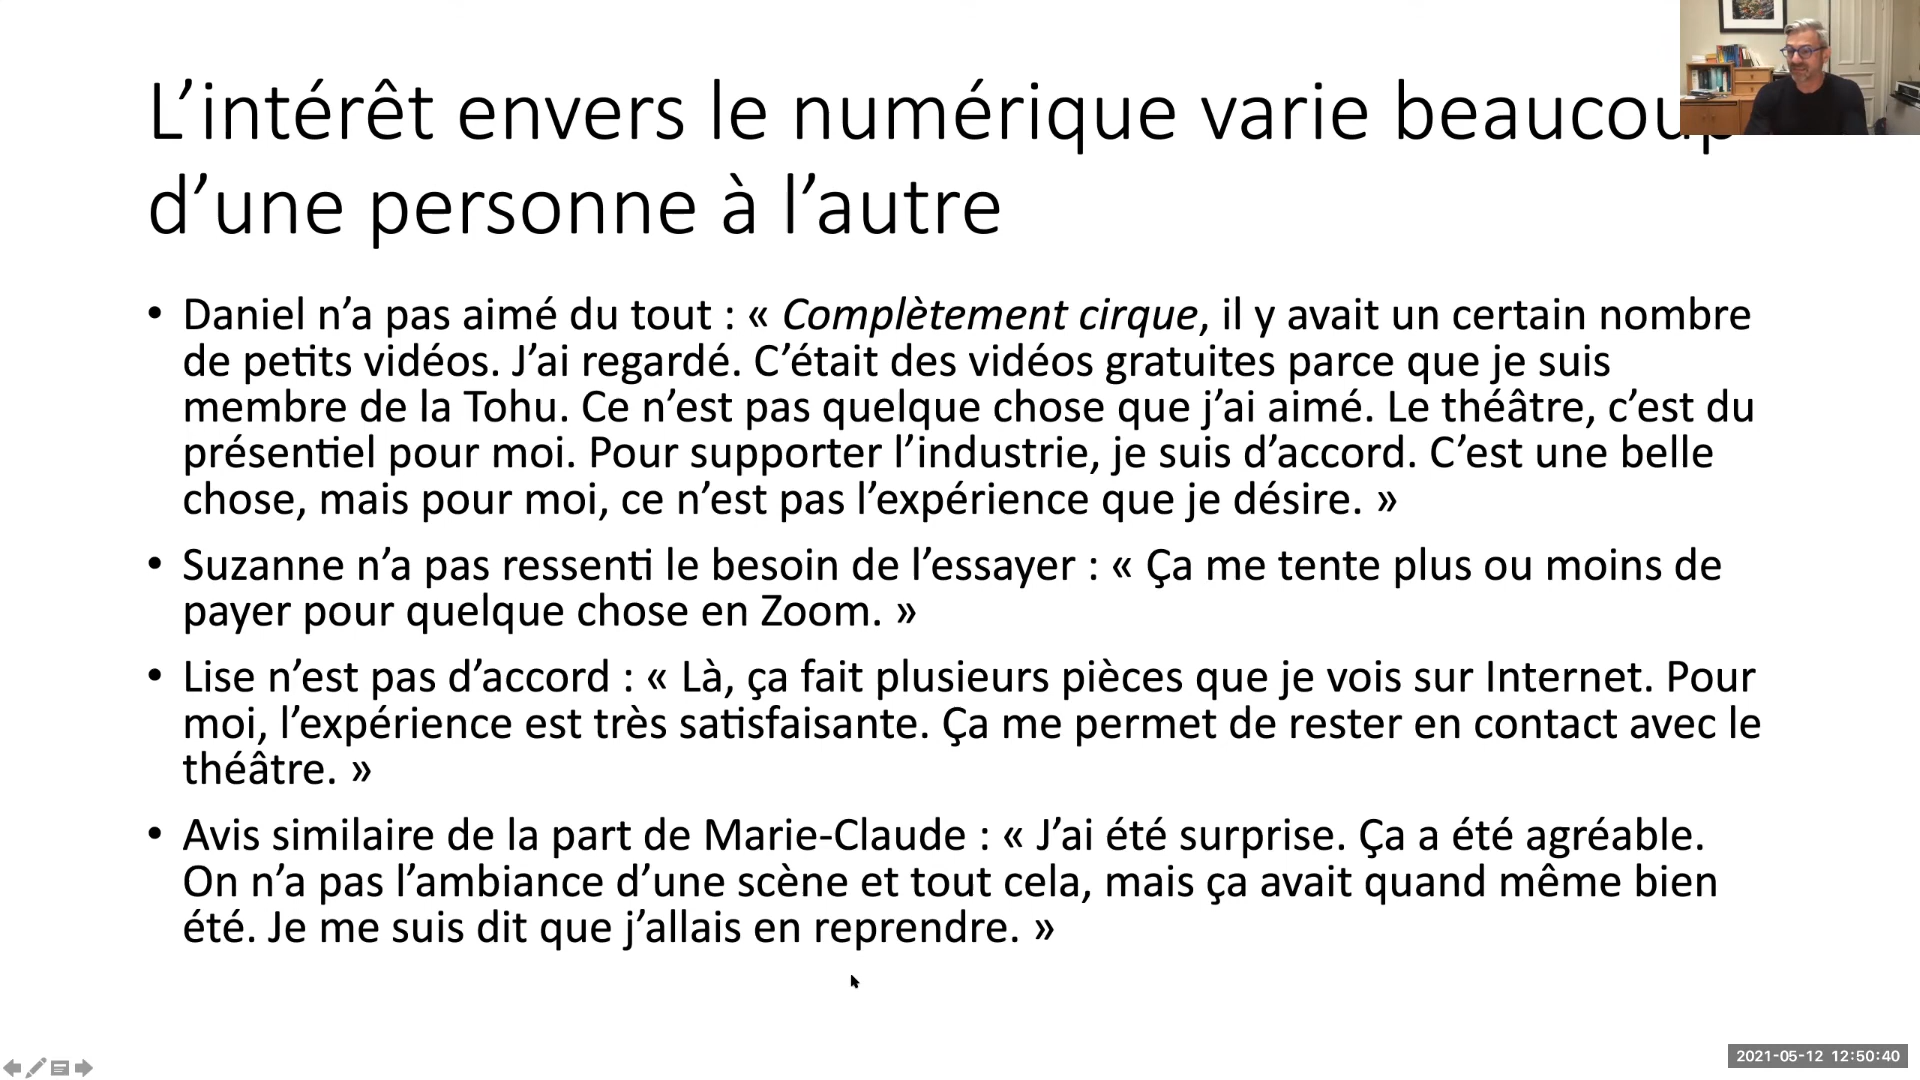 L’intérêt envers le numérique varie beaucoup
d’une personne à l’autre
• Daniel n’a pas aimé du tout : « Complètement cirque, il y avait un certain nombre
de petits vidéos. J’ai regardé. C’était des vidéos gratuites parce que je suis
membre de la Tohu. Ce n’est pas quelque chose que j’ai aimé. Le théâtre, c’est du
présentiel pour moi. Pour supporter l’industrie, je suis d’accord. C’est une belle
chose, mais pour moi, ce n’est pas l’expérience que je désire. »
• Suzanne n’a pas ressenti le besoin de l’essayer : « Ça me tente plus ou moins de
payer pour quelque chose en Zoom. »
• Lise n’est pas d’accord : « Là, ça fait plusieurs pièces que je vois sur Internet. Pour
moi, l’expérience est très satisfaisante. Ça me permet de rester en contact avec le
théâtre. »
• Avis similaire de la part de Marie-Claude : « J’ai été surprise. Ça a été agréable.
On n’a pas l’ambiance d’une scène et tout cela, mais ça avait quand même bien
été. Je me suis dit que j’allais en reprendre. »
2021-05-12 12:50:40